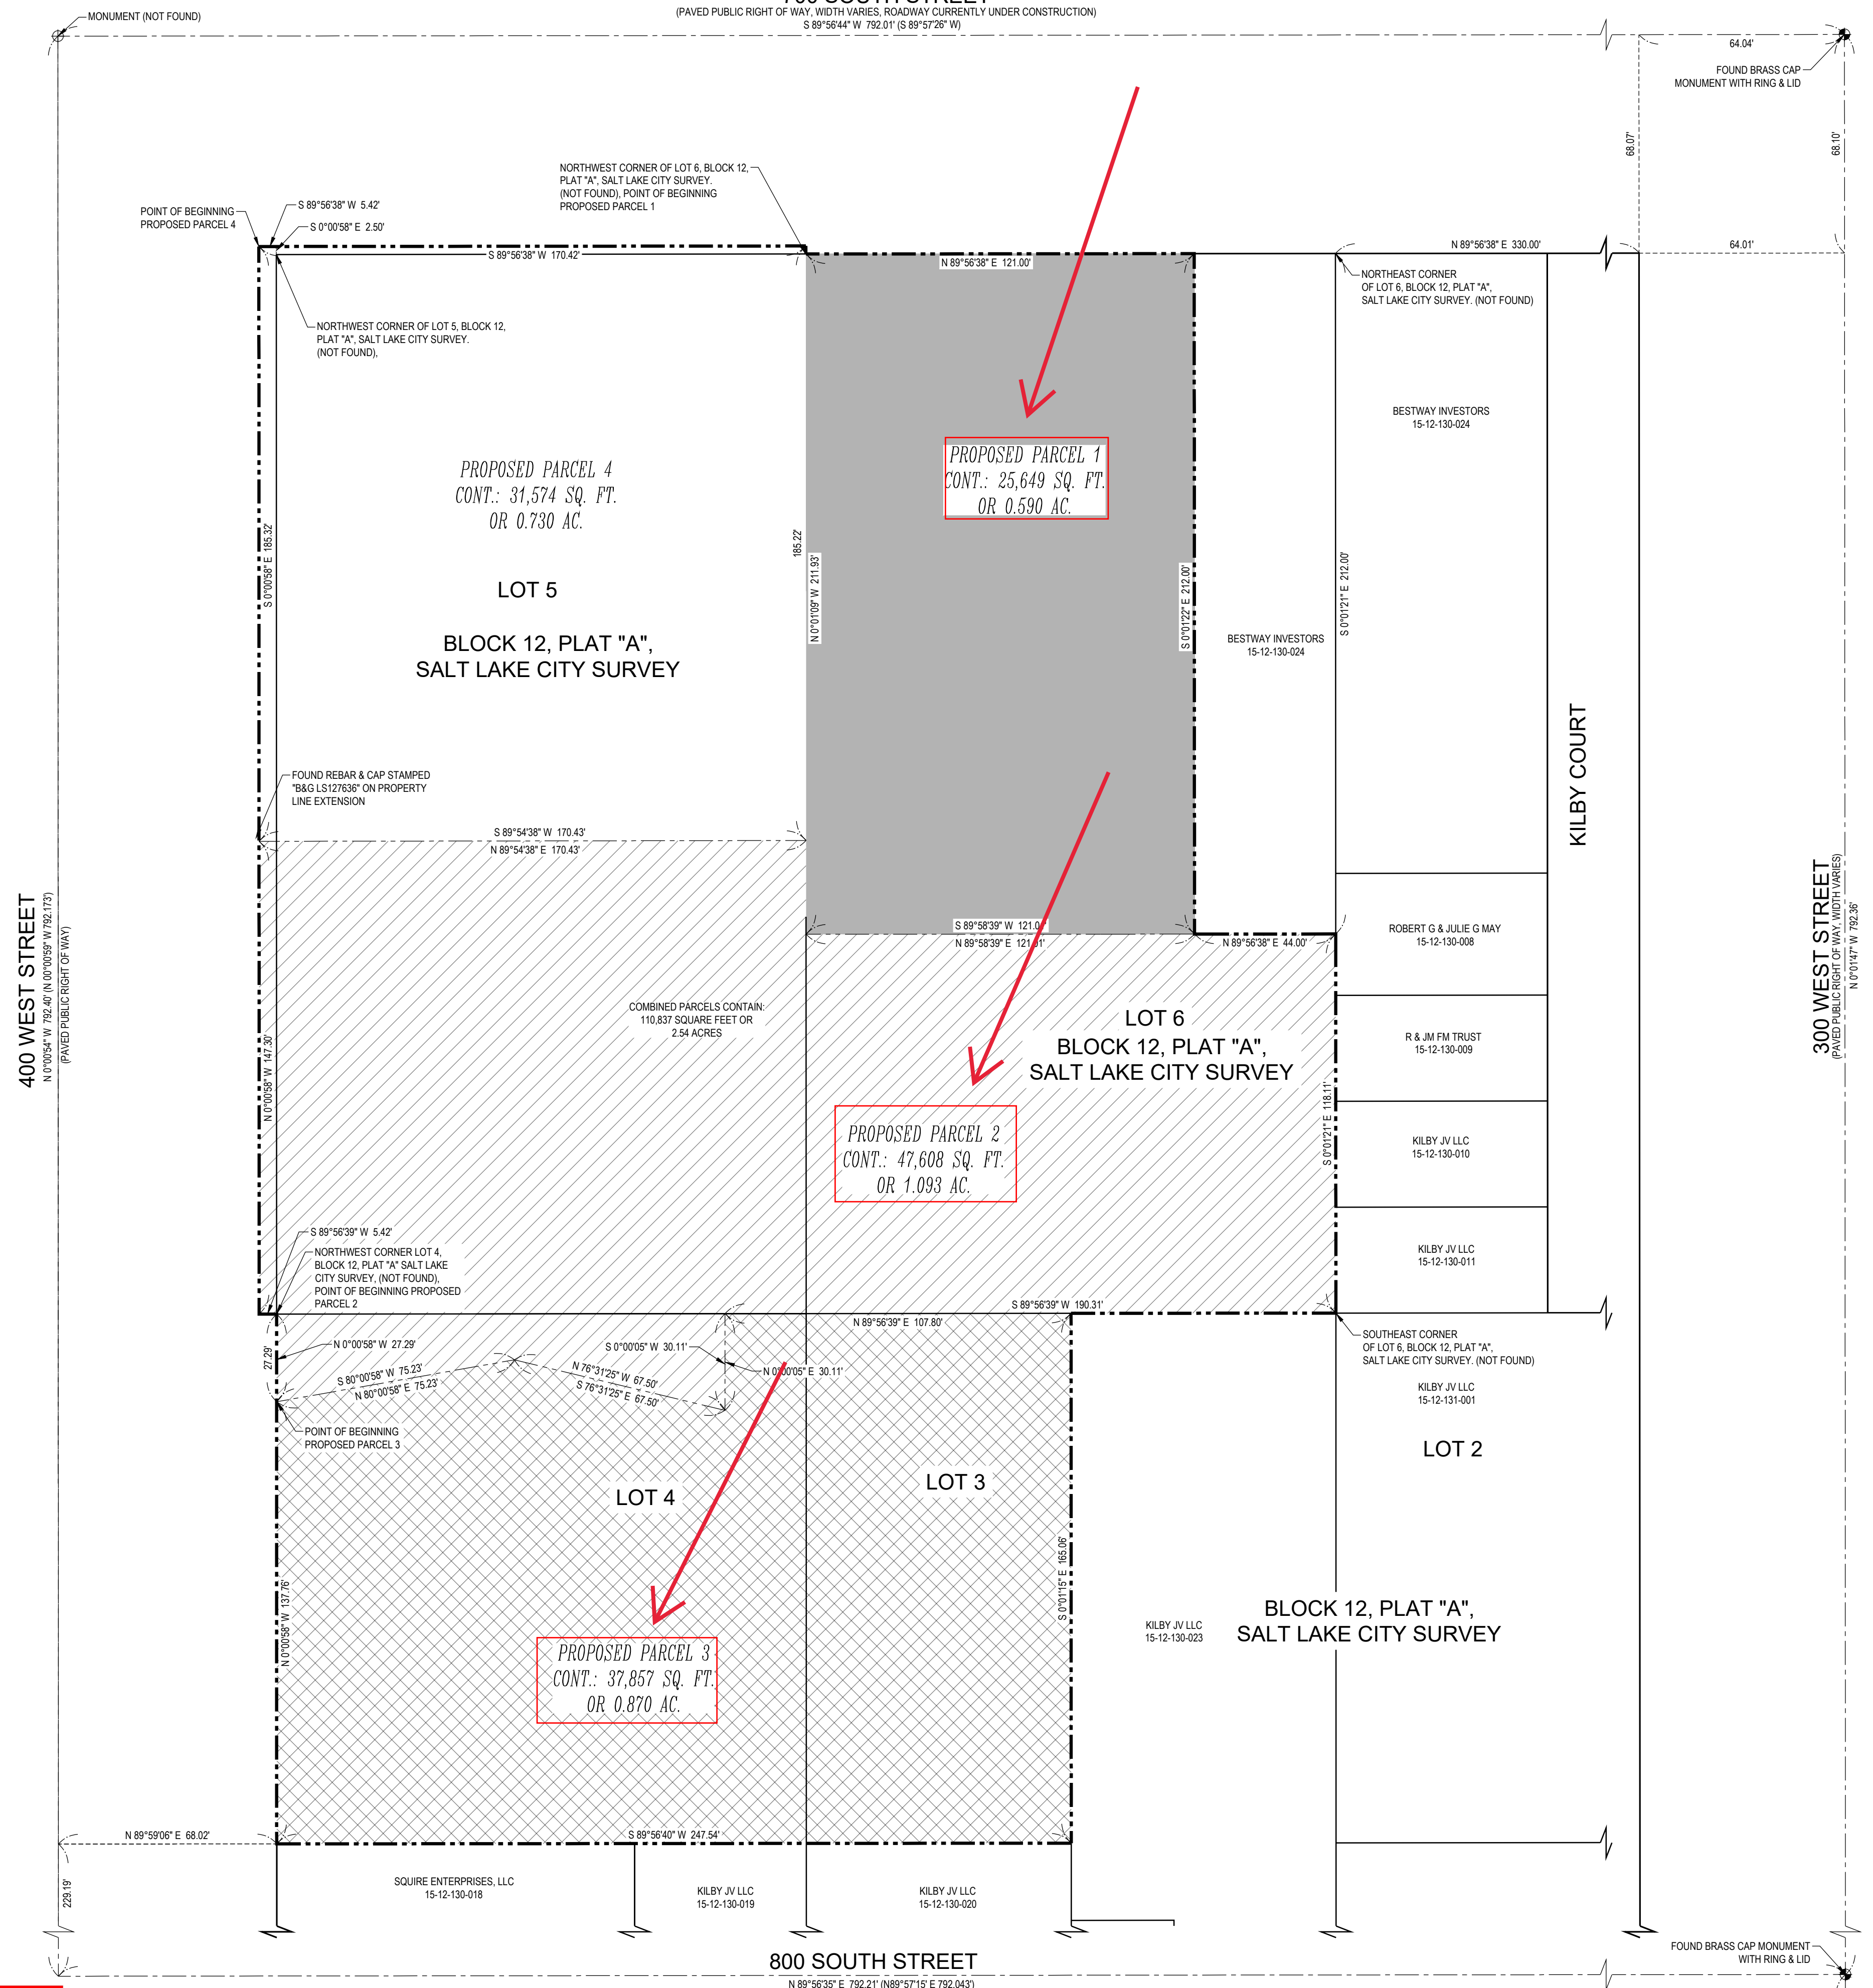 (PAVED PUBLIC RIGHT OF WAY, WIDTH VARIES, ROADWAY CURRENTLY UNDER CONSTRUCTION)
S 89°56'44" W 792.01' (S 89°57'26" W)
MONUMENT (NOT FOUND)
64.04'
FOUND BRASS CAP
MONUMENT WITH RING & LID
68.07'
68.10'
NORTHWEST CORNER OF LOT 6, BLOCK 12,
PLAT "A", SALT LAKE CITY SURVEY.
(NOT FOUND), POINT OF BEGINNING
PROPOSED PARCEL 1
POINT OF BEGINNING
PROPOSED PARCEL 4
S 89°56'38" W 5.42'
S 0°00'58" E 2.50'
S 89°56'38" W 170.42'
N 89°56'38" E 121.00'
N 89°56'38" E 330.00'
64.01'
NORTHEAST CORNER
OF LOT 6, BLOCK 12, PLAT "A",
SALT LAKE CITY SURVEY. (NOT FOUND)
NORTHWEST CORNER OF LOT 5, BLOCK 12,
PLAT "A", SALT LAKE CITY SURVEY.
(NOT FOUND),
BESTWAY INVESTORS
15-12-130-024
PROPOSED PARCEL 4
CONT.: 31,574 SQ. FT.
OR 0.730 AC.
PROPOSED PARCEL 1
CONT.: 25,649 SQ. FT.
OR 0.590 AC.
S 0°00'58" E 185.32'
185.22'
N 0°01'09" W 211.93'
S 0°01'22" E 212.00'
S 0°01'21" E 212.00'
LOT 5
BLOCK 12, PLAT "A",
SALT LAKE CITY SURVEY
BESTWAY INVESTORS
15-12-130-024
KILBY COURT
FOUND REBAR & CAP STAMPED
"B&G LS127636" ON PROPERTY
LINE EXTENSION
S 89°54'38" W 170.43'
N 89°54'38" E 170.43'
400 WEST STREET
N 0°00'54" W 792.40' (N 00°00'59" W 792.173')
(PAVED PUBLIC RIGHT OF WAY)
300 WEST STREET
(PAVED PUBLIC RIGHT OF WAY, WIDTH VARIES)
N 0°01'47" W 792.36'
S 89°58'39" W
N 89°58'39" E
N 89°56'38" E 44.00'
ROBERT G & JULIE G MAY
15-12-130-008
COMBINED PARCELS CONTAIN:
110,837 SQUARE FEET OR
2.54 ACRES
LOT 6
BLOCK 12, PLAT "A",
SALT LAKE CITY SURVEY
R & JM FM TRUST
15-12-130-009
N 0°00'58" W 147.30'
S 0°01'21" E 118.11'
PROPOSED PARCEL 2
CONT.: 47,608 SQ. FT.
OR 1.093 AC.
KILBY JV LLC
15-12-130-010
KILBY JV LLC
15-12-130-011
S 89°56'39" W 5.42'
NORTHWEST CORNER LOT 4,
BLOCK 12, PLAT "A" SALT LAKE
CITY SURVEY, (NOT FOUND),
POINT OF BEGINNING PROPOSED
PARCEL 2
S 89°56'39" W 190.31'
N 89°56'39" E 107.80'
SOUTHEAST CORNER
OF LOT 6, BLOCK 12, PLAT "A",
SALT LAKE CITY SURVEY. (NOT FOUND)
27.29'
N 0°00'58" W 27.29'
S 80°00'58" W 75.23'
N 80°00'58" E 75.23'
N 76°31'25" W 67.50'
S 76°31'25" E 67.50'
S 0°00'05" W 30.11'
N 0°00'05" E 30.11'
KILBY JV LLC
15-12-131-001
POINT OF BEGINNING
PROPOSED PARCEL 3
LOT 2
LOT 4
LOT 3
N 0°00'58" W 137.76'
S 0°01'15" E 165.06'
PROPOSED PARCEL 3
CONT.: 37,857 SQ. FT.
OR 0.870 AC.
KILBY JV LLC
15-12-130-023
BLOCK 12, PLAT "A",
SALT LAKE CITY SURVEY
N 89°59'06" E 68.02'
S 89°56'40" W 247.54'
229.19'
SQUIRE ENTERPRISES, LLC
15-12-130-018
KILBY JV LLC
15-12-130-019
KILBY JV LLC
15-12-130-020
800 SOUTH STREET
N 89°56'35" E 792.21' (N89°57'15' E 792.043')
FOUND BRASS CAP MONUMENT
WITH RING & LID